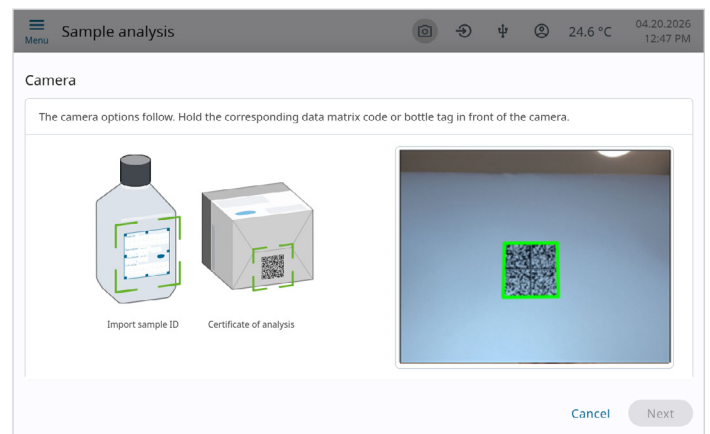 Menu
Sample analysis
24.6 °C
04.20.2026
12:47 PM
Camera
The camera options follow. Hold the corresponding data matrix code or bottle tag in front of the camera.
Import sample ID
Certificate of analysis
Cancel
Next